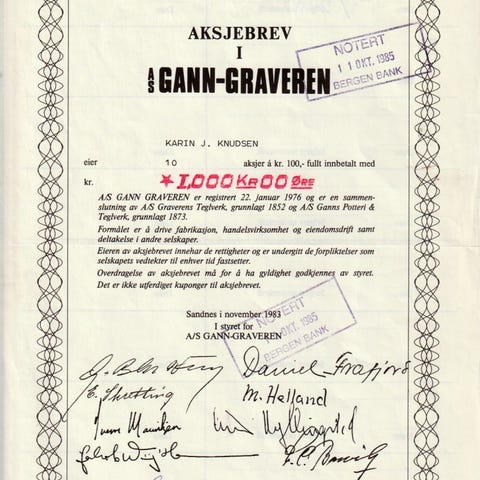 AKSJEBREV
I
A/S GANN-GRAVEREN
NOTERT
11 OKT. 1985
BERGEN BANK
KARIN J. KNUDSEN
eier 10 aksjer à kr. 100,- fullt innbetalt med
kr. *1,000 Kr 00 Øre
A/S GANN GRAVEREN er registrert 22. januar 1976 og er en sammen-
slutning av A/S Graverens Teglverk, grunnlagt 1852 og A/S Ganns Potteri &
Teglverk, grunnlagt 1873.
Formålet er å drive fabrikasjon, handelsvirksomhet og eiendomsdrift samt
deltakelse i andre selskaper.
Eieren av aksjebrevet innehar de rettigheter og er undergitt de forpliktelser som
selskapets vedtekter til enhver tid fastsetter.
Overdragelse av aksjebrevet må for å ha gyldighet godkjennes av styret.
Det er ikke utferdiget kuponger til aksjebrevet.
Sandnes i november 1983
I styret for
A/S GANN-GRAVEREN
NOTERT
OKT. 1985
BERGEN BANK
Daniel Frafjord
M. Helland